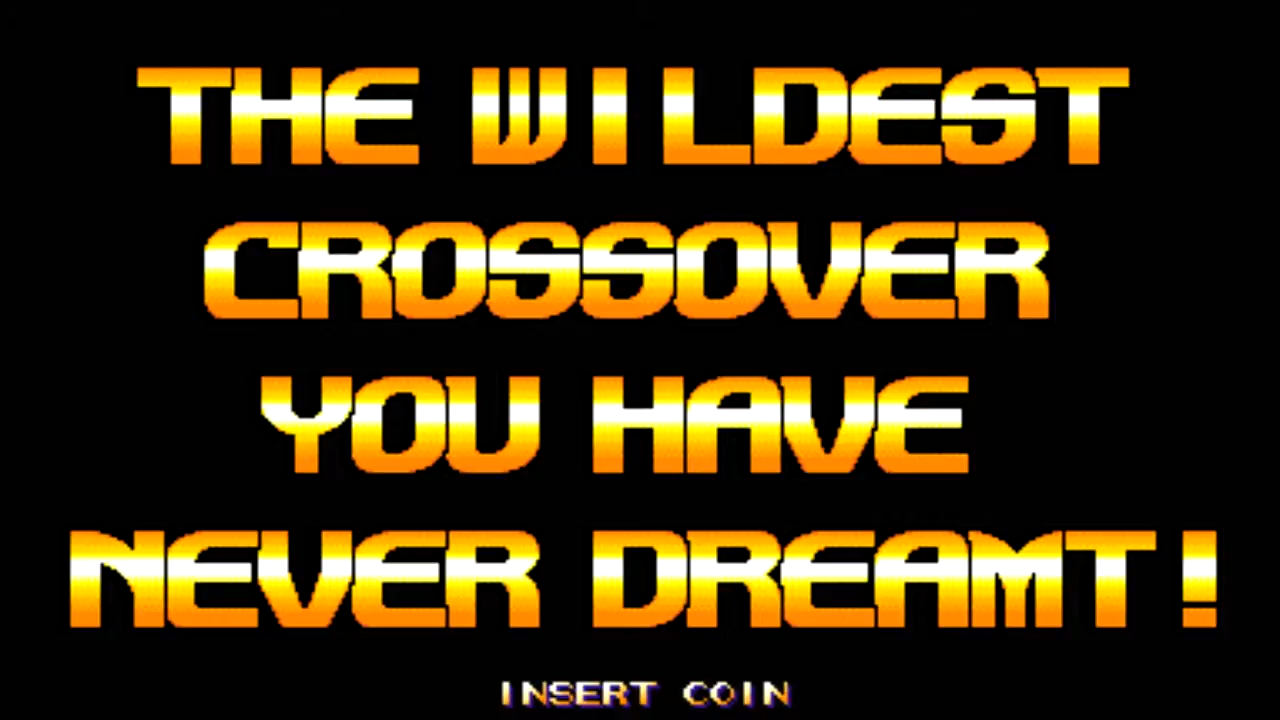 THE WILDEST
CROSSOVER
YOU HAVE
NEVER DREAMT!
INSERT COIN